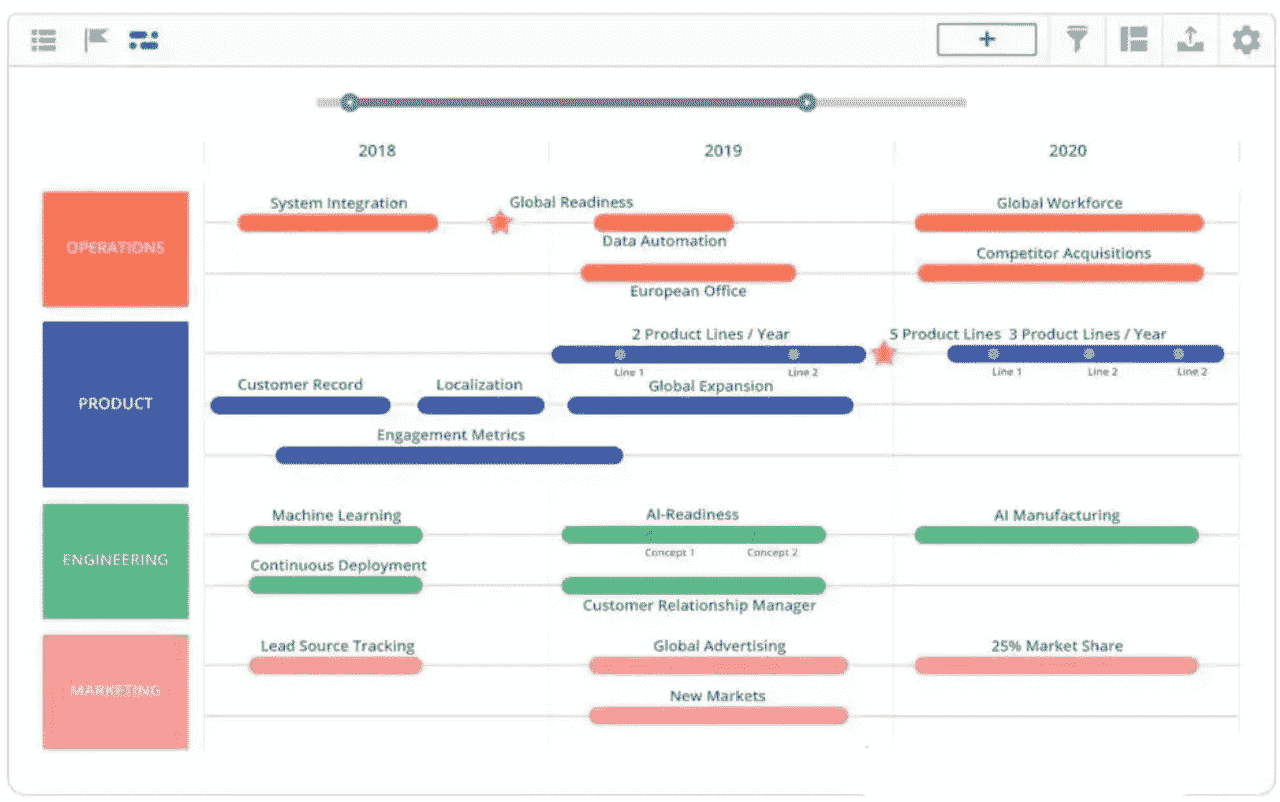 +
2018 2019 2020
OPERATIONS
System Integration Global Readiness Global Workforce
Data Automation
Competitor Acquisitions
European Office
PRODUCT
2 Product Lines / Year 5 Product Lines 3 Product Lines / Year
Line 1 Line 2 Line 1 Line 2 Line 2
Customer Record Localization Global Expansion
Engagement Metrics
ENGINEERING
Machine Learning AI-Readiness AI Manufacturing
Concept 1 Concept 2
Continuous Deployment
Customer Relationship Manager
MARKETING
Lead Source Tracking Global Advertising 25% Market Share
New Markets